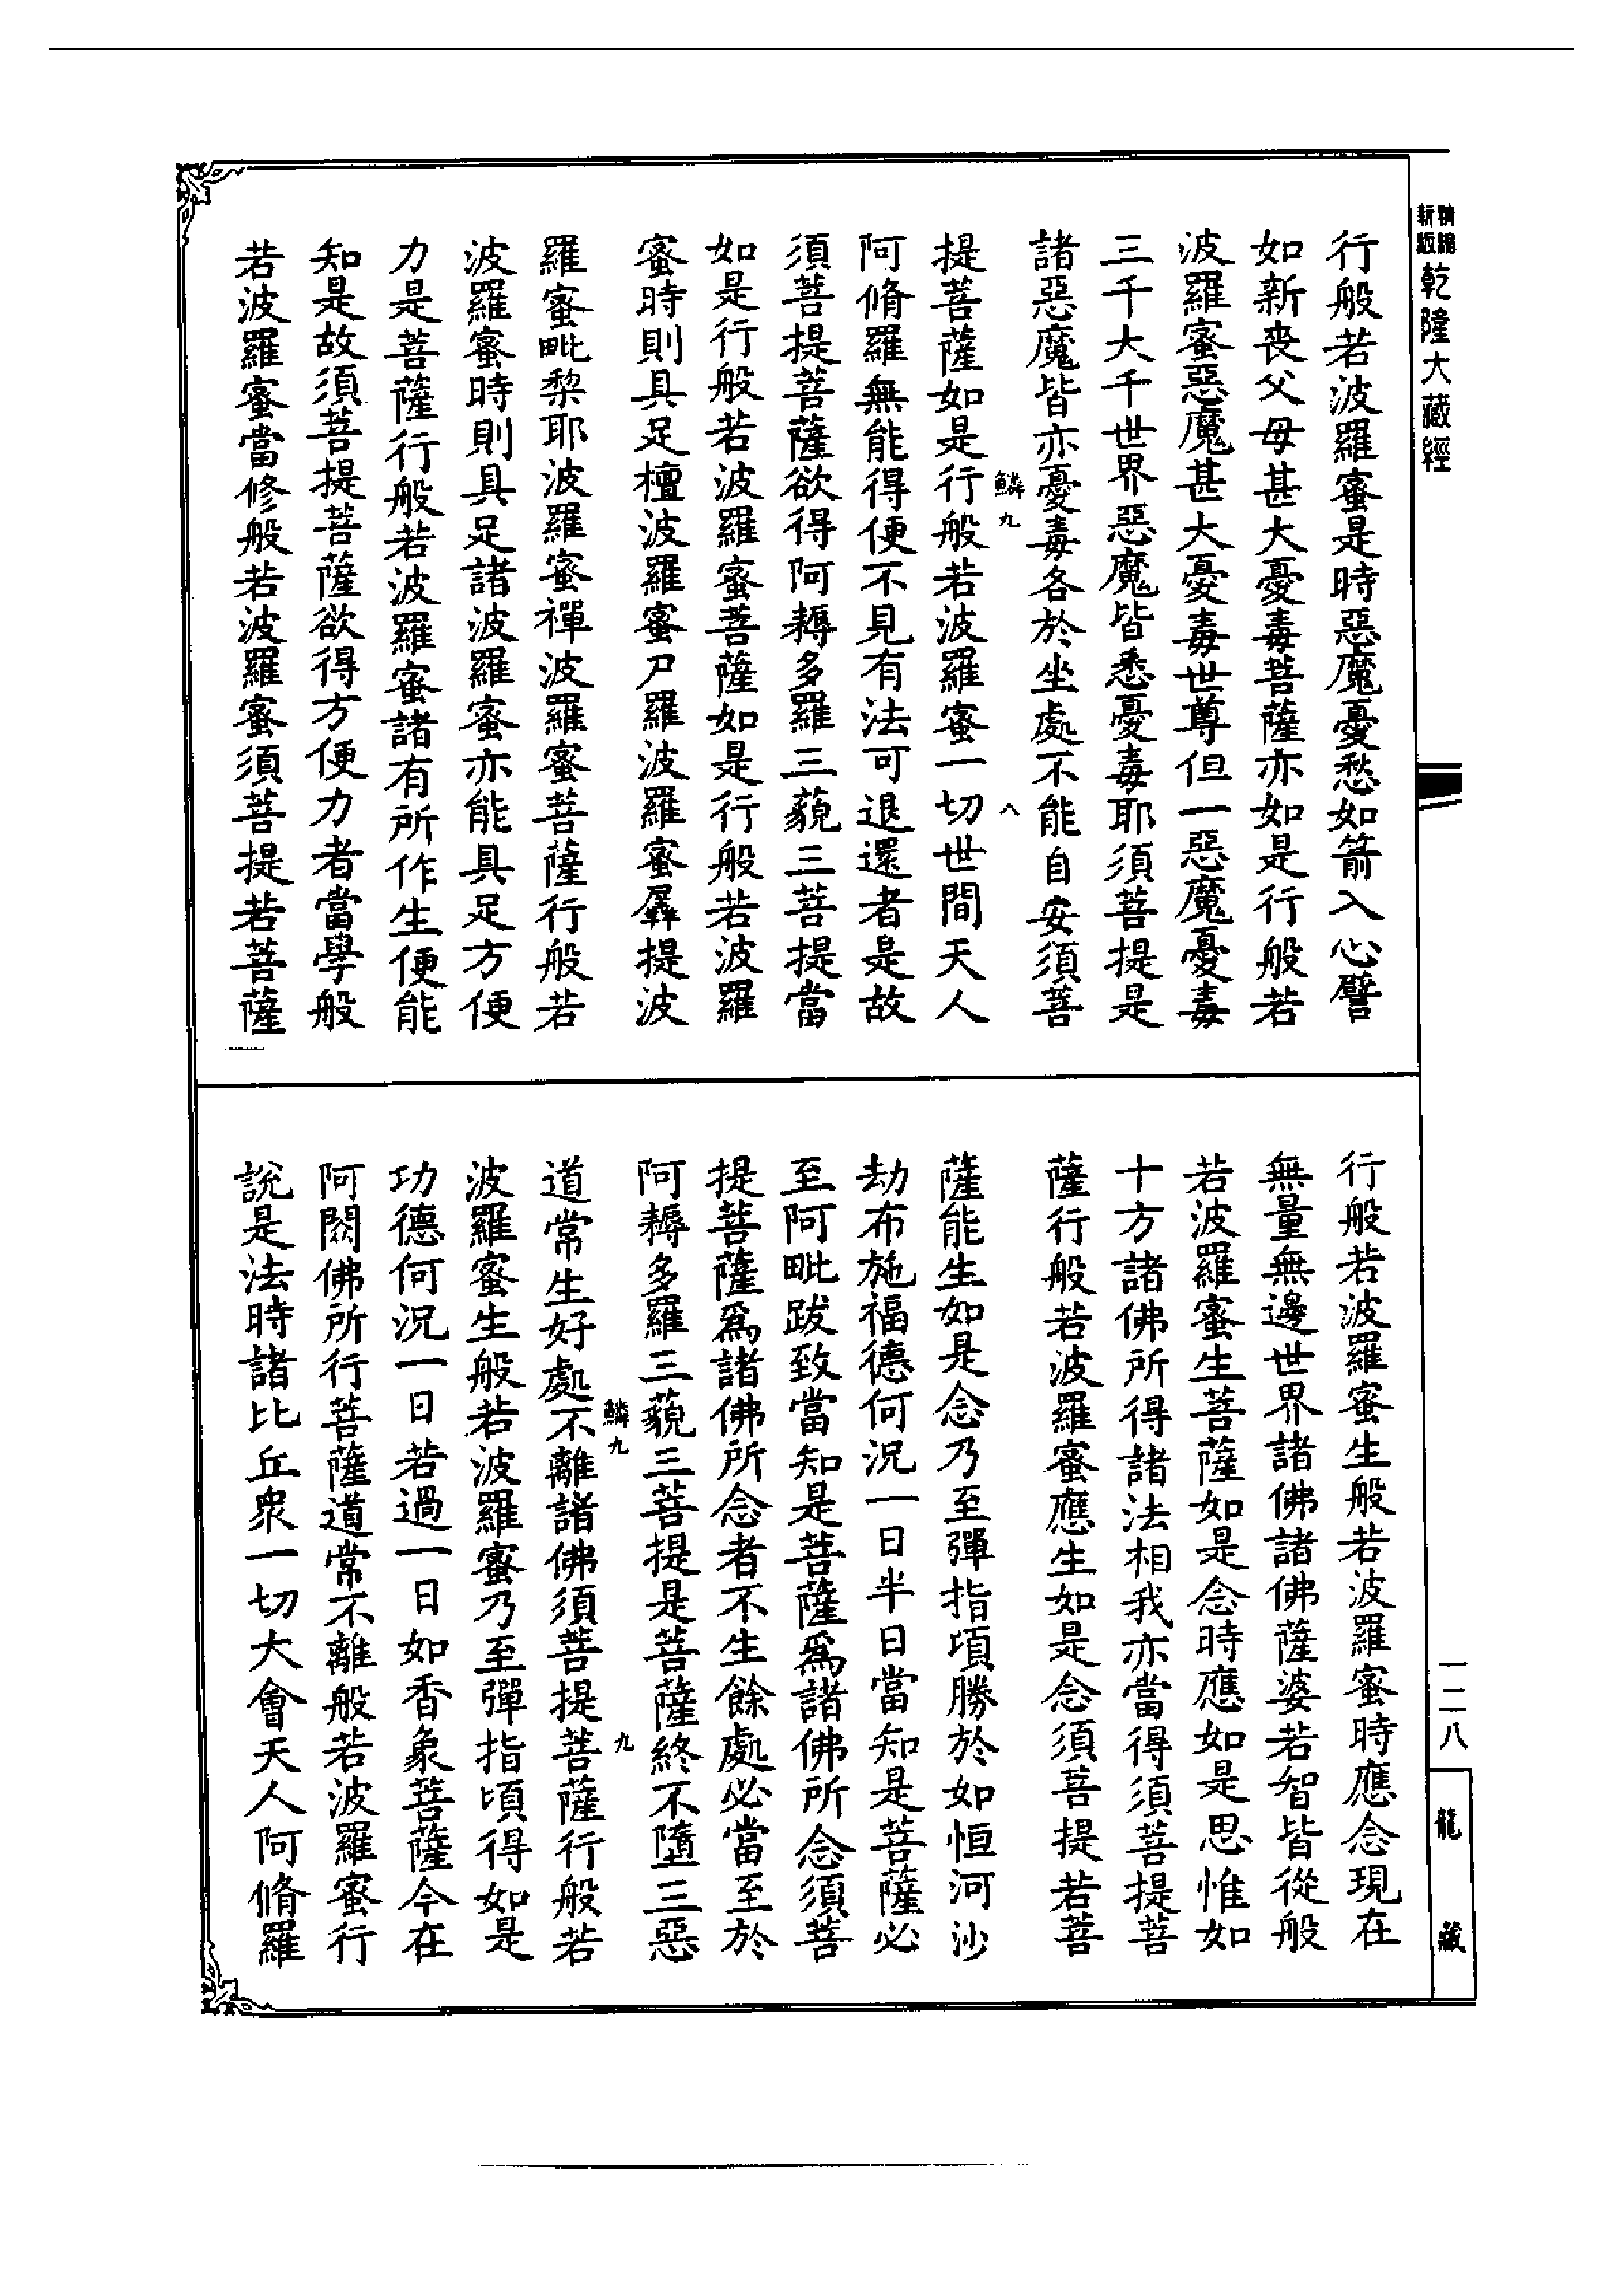 精縮新版 乾隆大藏經
行般若波羅蜜是時惡魔憂愁如箭入心譬
如新喪父母甚大憂毒菩薩亦如是行般若
波羅蜜惡魔甚大憂毒世尊但一惡魔憂毒
三千大千世界惡魔皆悉憂毒耶須菩提是
諸惡魔皆亦憂毒各於坐處不能自安須菩
鱗九 八
提菩薩如是行般若波羅蜜一切世間天人
阿脩羅無能得便不見有法可退還者是故
須菩提菩薩欲得阿耨多羅三藐三菩提當
如是行般若波羅蜜菩薩如是行般若波羅
蜜時則具足檀波羅蜜尸羅波羅蜜羼提波
羅蜜毗棃耶波羅蜜禪波羅蜜菩薩行般若
波羅蜜時則具足諸波羅蜜亦能具足方便
力是菩薩行般若波羅蜜諸有所作生便能
知是故須菩提菩薩欲得方便力者當學般
若波羅蜜當修般若波羅蜜須菩提若菩薩
行般若波羅蜜生般若波羅蜜時應念現在
無量無邊世界諸佛諸佛薩婆若智皆從般
若波羅蜜生菩薩如是念時應如是思惟如
十方諸佛所得諸法相我亦當得須菩提菩
薩行般若波羅蜜應生如是念須菩提若菩
薩能生如是念乃至彈指頃勝於如恒河沙
劫布施福德何況一日半日當知是菩薩必
至阿毗跋致當知是菩薩爲諸佛所念須菩
提菩薩爲諸佛所念者不生餘處必當至於
阿耨多羅三藐三菩提是菩薩終不墮三惡
鱗九 九
道常生好處不離諸佛須菩提菩薩行般若
波羅蜜生般若波羅蜜乃至彈指頃得如是
功德何況一日若過一日如香象菩薩今在
阿閦佛所行菩薩道常不離般若波羅蜜行
說是法時諸比丘衆一切大會天人阿脩羅
一二八
龍藏